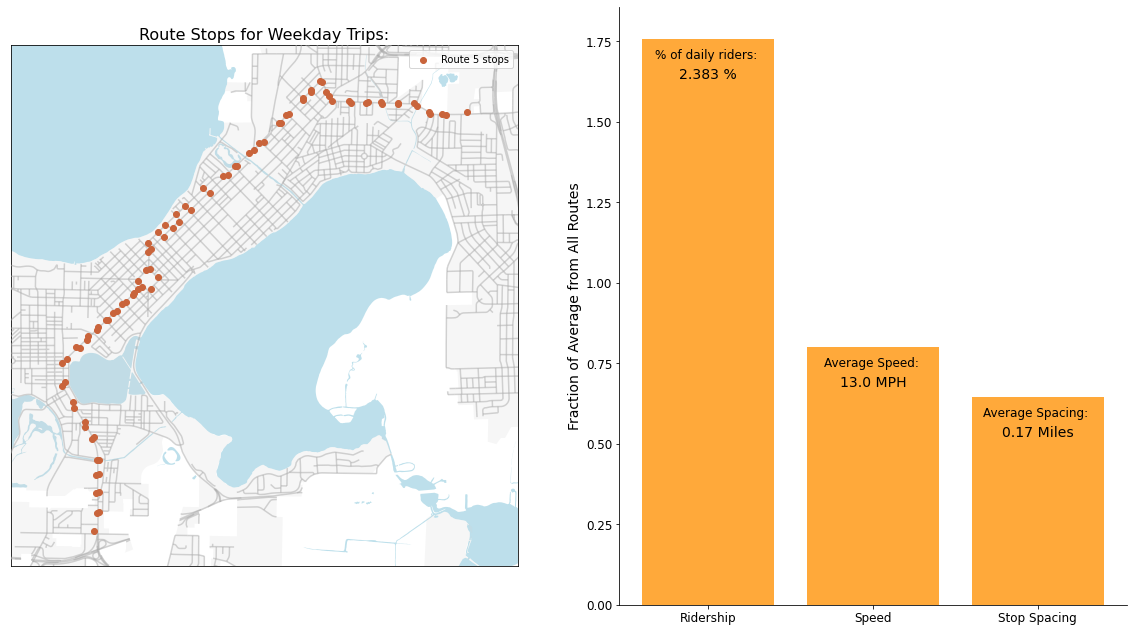 Route Stops for Weekday Trips:
Route 5 stops
Fraction of Average from All Routes
1.75
1.50
1.25
1.00
0.75
0.50
0.25
0.00
% of daily riders:
2.383 %
Average Speed:
13.0 MPH
Average Spacing:
0.17 Miles
Ridership
Speed
Stop Spacing